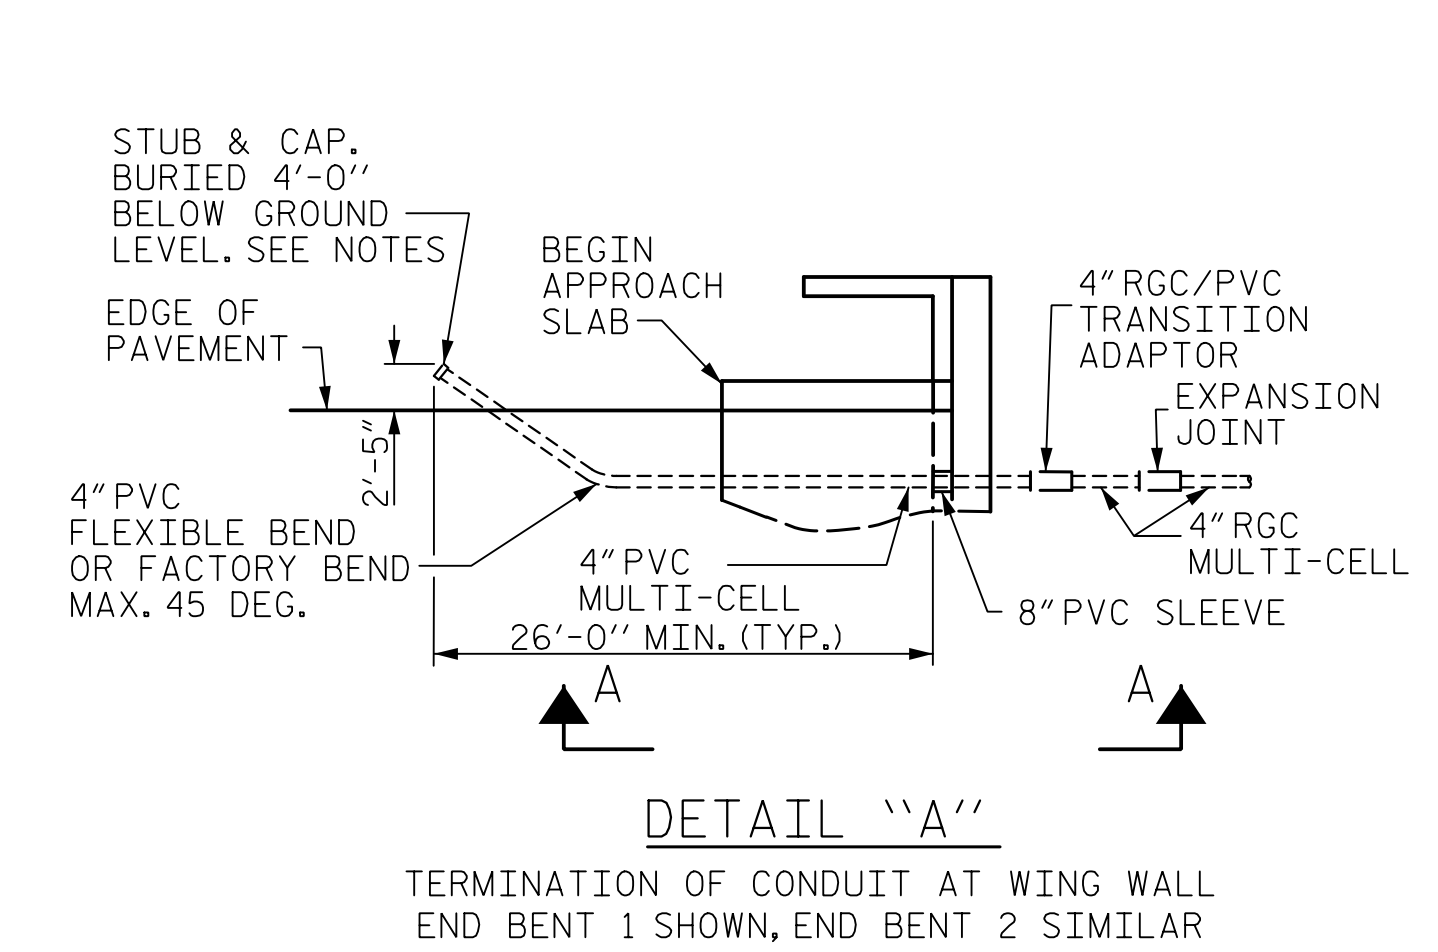 STUB & CAP.
BURIED 4'-0''
BELOW GROUND
LEVEL. SEE NOTES
EDGE OF
PAVEMENT
BEGIN
APPROACH
SLAB
4" RGC/PVC
TRANSITION
ADAPTOR
EXPANSION
JOINT
2'-5"
4" PVC
FLEXIBLE BEND
OR FACTORY BEND
MAX. 45 DEG.
4" PVC
MULTI-CELL
4" RGC
MULTI-CELL
8" PVC SLEEVE
26'-0'' MIN. (TYP.)
A
A
DETAIL "A"
TERMINATION OF CONDUIT AT WING WALL
END BENT 1 SHOWN, END BENT 2 SIMILAR